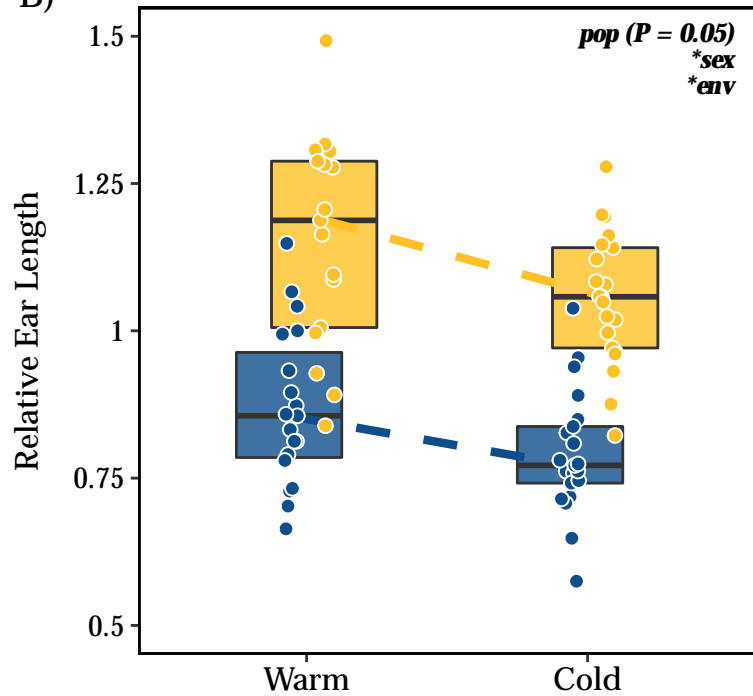 B)
pop (P = 0.05)
*sex
*env
Relative Ear Length
1.5
1.25
1
0.75
0.5
Warm
Cold